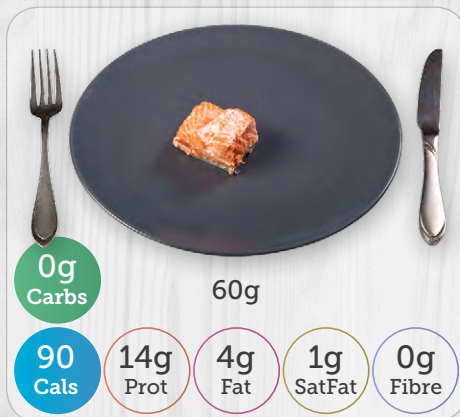 0g
Carbs
60g
90
Cals
14g
Prot
4g
Fat
1g
SatFat
0g
Fibre